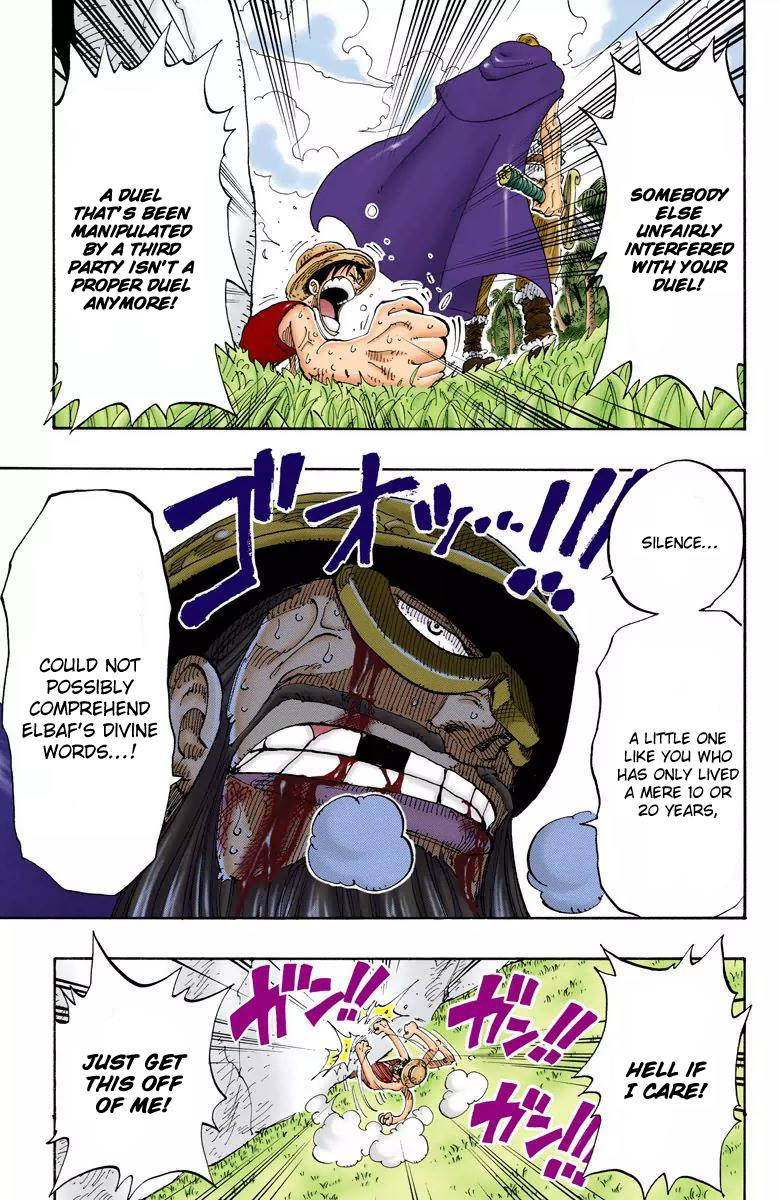 SOMEBODY
ELSE
UNFAIRLY
INTERFERED
WITH YOUR
DUEL!
A DUEL
THAT'S BEEN
MANIPULATED
BY A THIRD
PARTY ISN'T A
PROPER DUEL
ANYMORE!
SILENCE...
ゴオッ…!!!
A LITTLE ONE
LIKE YOU WHO
HAS ONLY LIVED
A MERE 10 OR
20 YEARS,
COULD NOT
POSSIBLY
COMPREHEND
ELBAF'S DIVINE
WORDS...!
HELL IF
I CARE!
ガン!!
ガン!!
ガン!!
JUST GET
THIS OFF
OF ME!